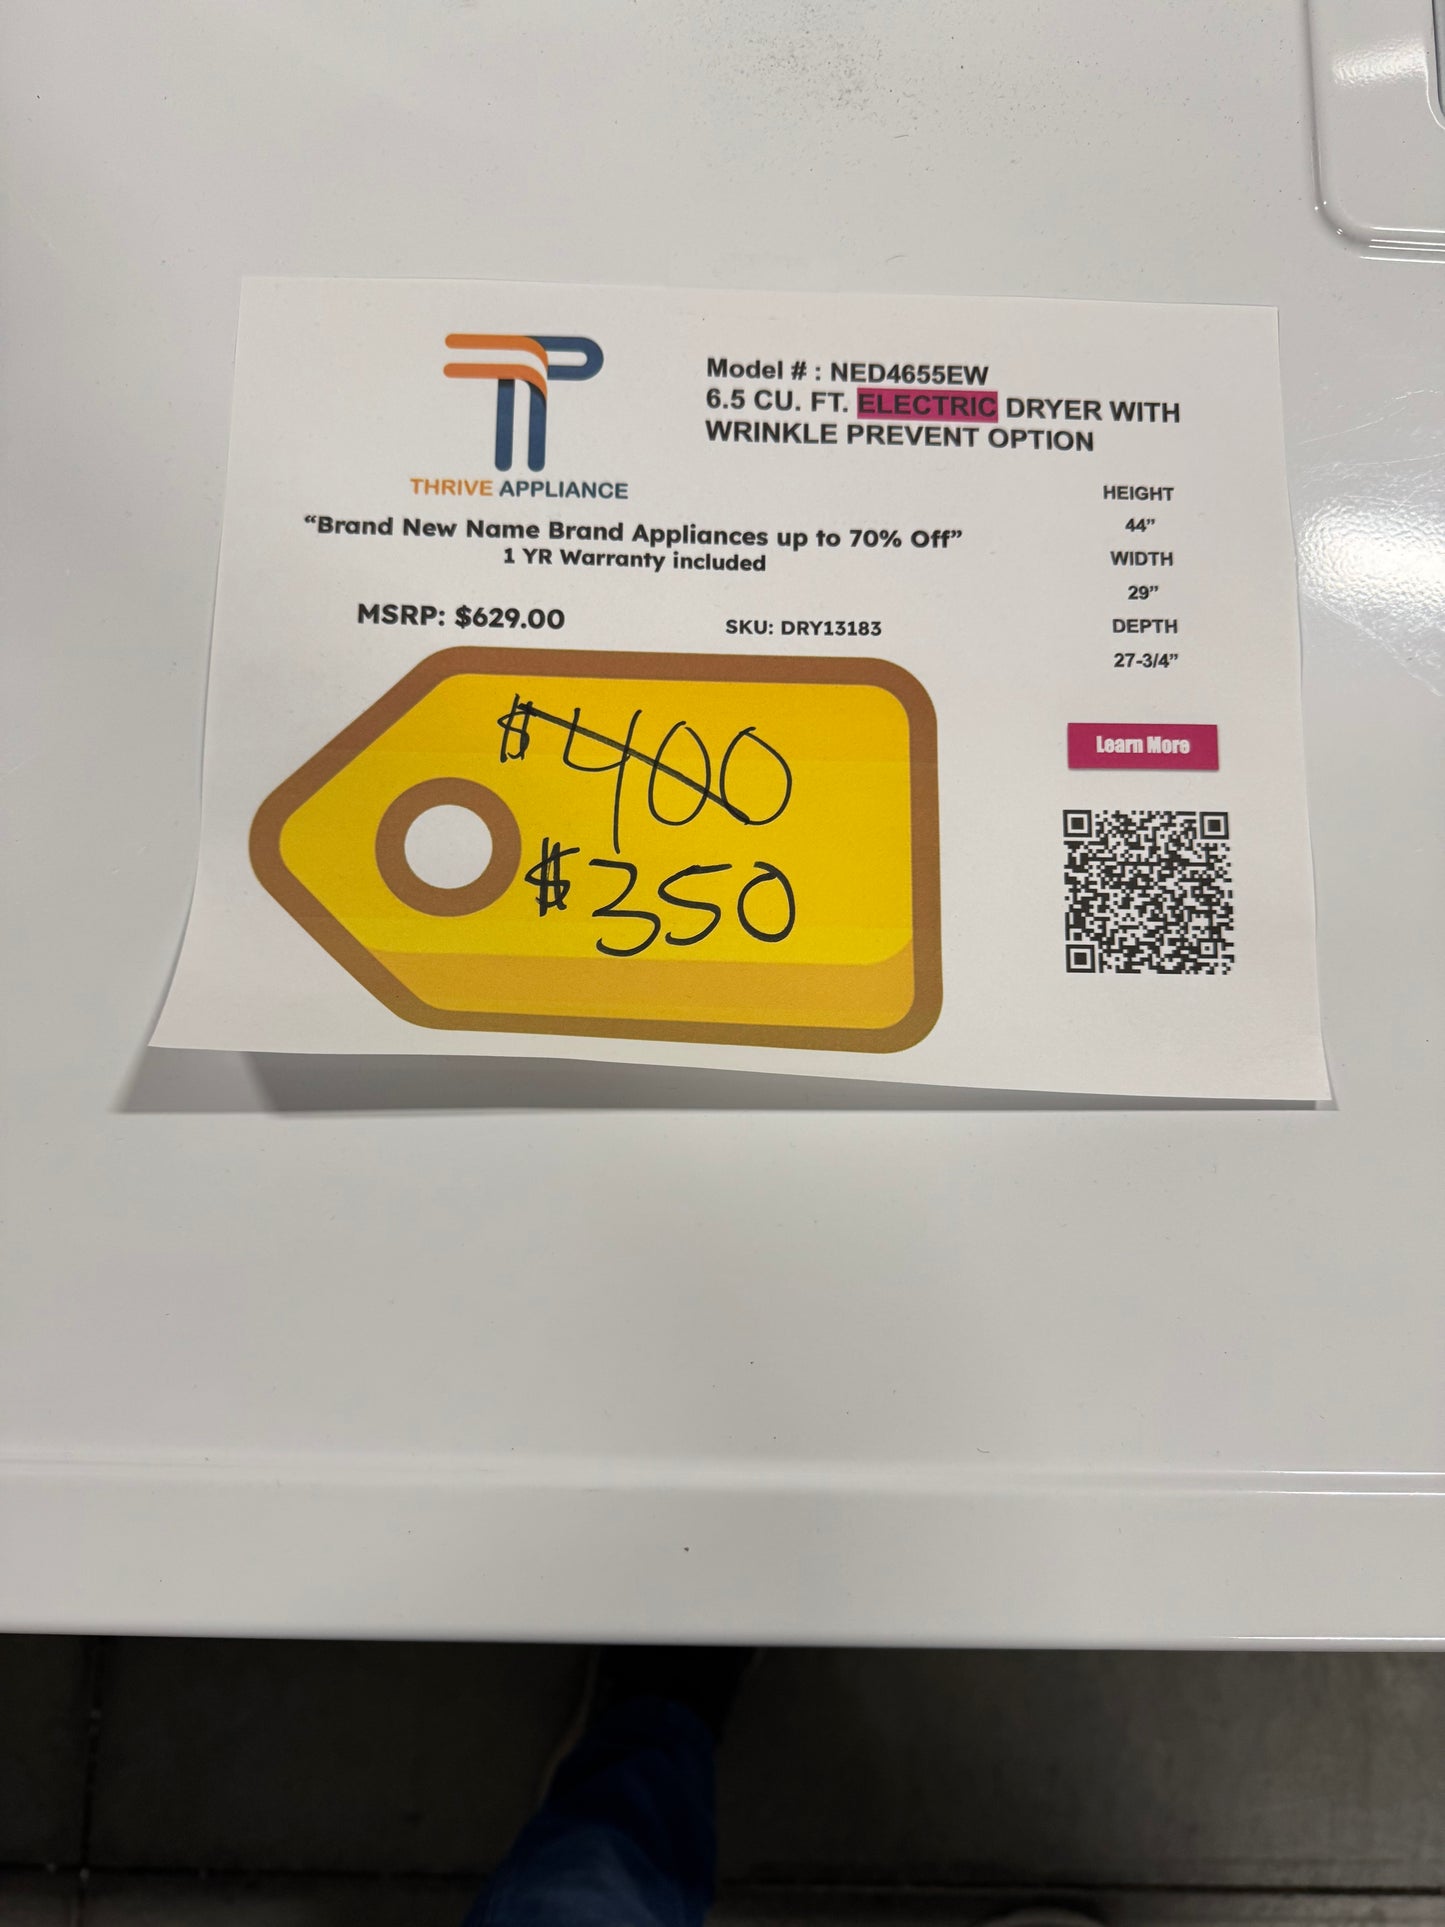 THRIVE APPLIANCE
Model # : NED4655EW
6.5 CU. FT. ELECTRIC DRYER WITH
WRINKLE PREVENT OPTION
“Brand New Name Brand Appliances up to 70% Off”
1 YR Warranty included
MSRP: $629.00
SKU: DRY13183
HEIGHT
44”
WIDTH
29”
DEPTH
27-3/4”
Learn More
$400
$350